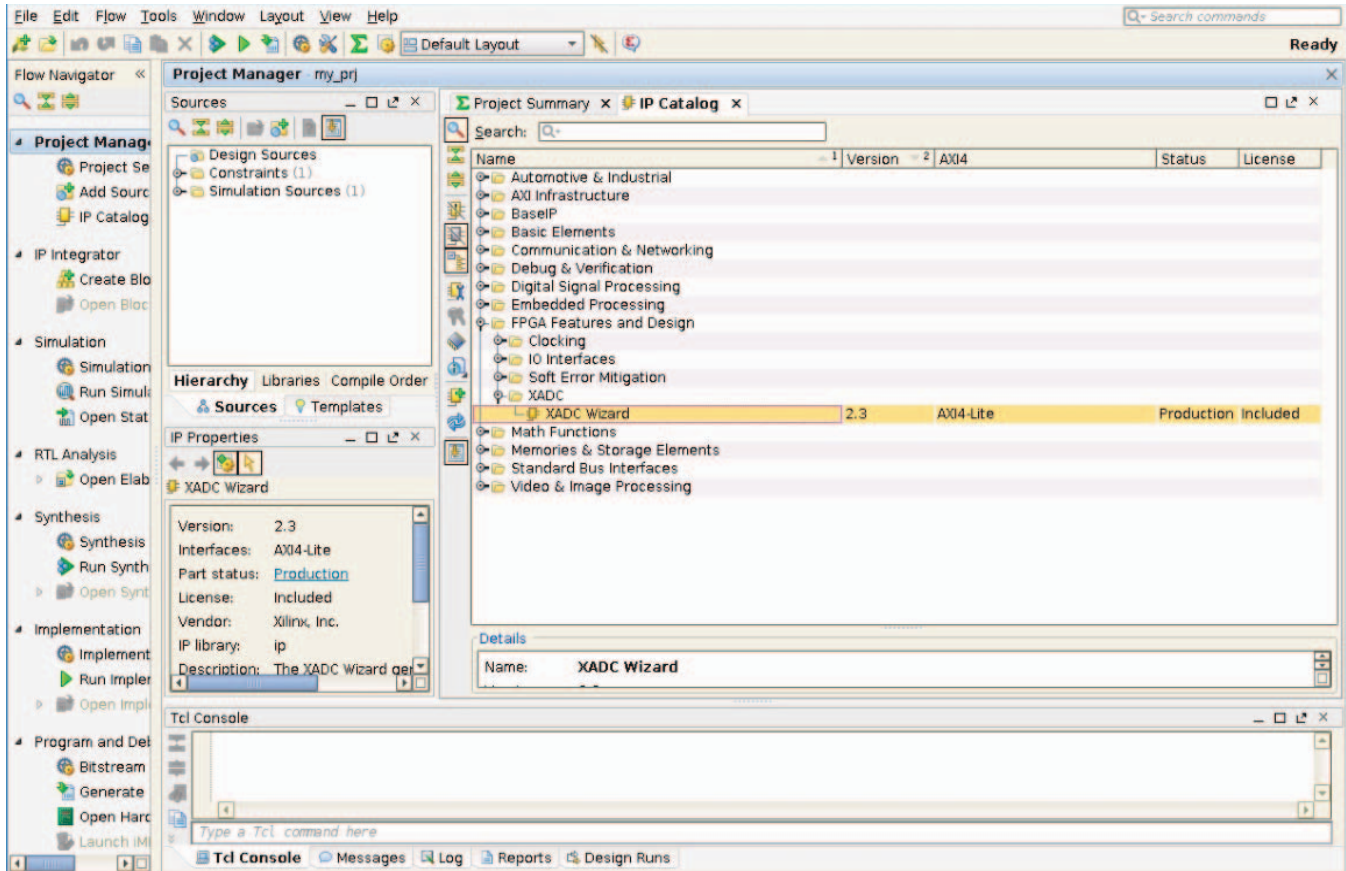 File Edit Flow Tools Window Layout View Help
Search commands
Default Layout
Ready
Flow Navigator
Project Manager - my_prj
Project Manag
Project Se
Add Sourc
IP Catalog
IP Integrator
Create Blo
Open Bloc
Simulation
Simulation
Run Simul
Open Stat
RTL Analysis
Open Elab
Synthesis
Synthesis
Run Synth
Open Synt
Implementation
Implement
Run Impler
Open Impl
Program and Deb
Bitstream
Generate
Open Hard
Launch iM
Sources
Design Sources
Constraints (1)
Simulation Sources (1)
Hierarchy Libraries Compile Order
Sources Templates
IP Properties
XADC Wizard
Version: 2.3
Interfaces: AXI4-Lite
Part status: Production
License: Included
Vendor: Xilinx, Inc.
IP library: ip
Description: The XADC Wizard ger
Project Summary IP Catalog
Search:
Name 1 Version 2 AXI4 Status License
Automotive & Industrial
AXI Infrastructure
BaseIP
Basic Elements
Communication & Networking
Debug & Verification
Digital Signal Processing
Embedded Processing
FPGA Features and Design
Clocking
IO Interfaces
Soft Error Mitigation
XADC
XADC Wizard 2.3 AXI4-Lite Production Included
Math Functions
Memories & Storage Elements
Standard Bus Interfaces
Video & Image Processing
Details
Name: XADC Wizard
Tcl Console
Type a Tcl command here
Tcl Console Messages Log Reports Design Runs